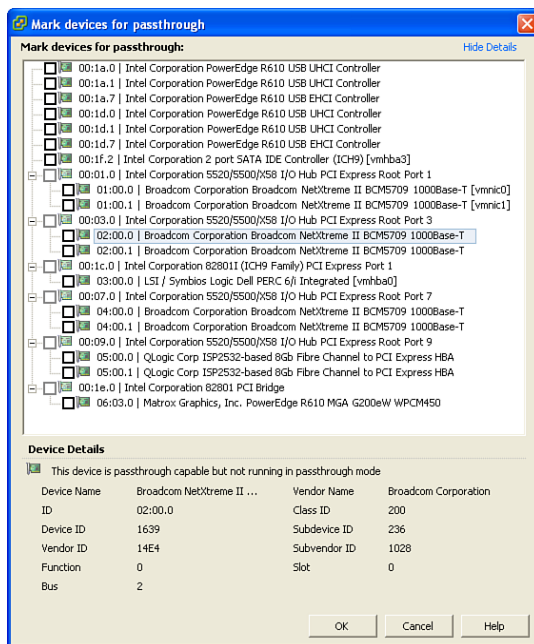 Mark devices for passthrough
Mark devices for passthrough: Hide Details
00:1a.0 | Intel Corporation PowerEdge R610 USB UHCI Controller
00:1a.1 | Intel Corporation PowerEdge R610 USB UHCI Controller
00:1a.7 | Intel Corporation PowerEdge R610 USB EHCI Controller
00:1d.0 | Intel Corporation PowerEdge R610 USB UHCI Controller
00:1d.1 | Intel Corporation PowerEdge R610 USB UHCI Controller
00:1d.7 | Intel Corporation PowerEdge R610 USB EHCI Controller
00:1f.2 | Intel Corporation 2 port SATA IDE Controller (ICH9) [vmhba3]
00:01.0 | Intel Corporation 5520/5500/X58 I/O Hub PCI Express Root Port 1
01:00.0 | Broadcom Corporation Broadcom NetXtreme II BCM5709 1000Base-T [vmnic0]
01:00.1 | Broadcom Corporation Broadcom NetXtreme II BCM5709 1000Base-T [vmnic1]
00:03.0 | Intel Corporation 5520/5500/X58 I/O Hub PCI Express Root Port 3
02:00.0 | Broadcom Corporation Broadcom NetXtreme II BCM5709 1000Base-T
02:00.1 | Broadcom Corporation Broadcom NetXtreme II BCM5709 1000Base-T
00:1c.0 | Intel Corporation 82801I (ICH9 Family) PCI Express Port 1
03:00.0 | LSI / Symbios Logic Dell PERC 6/i Integrated [vmhba0]
00:07.0 | Intel Corporation 5520/5500/X58 I/O Hub PCI Express Root Port 7
04:00.0 | Broadcom Corporation Broadcom NetXtreme II BCM5709 1000Base-T
04:00.1 | Broadcom Corporation Broadcom NetXtreme II BCM5709 1000Base-T
00:09.0 | Intel Corporation 5520/5500/X58 I/O Hub PCI Express Root Port 9
05:00.0 | QLogic Corp ISP2532-based 8Gb Fibre Channel to PCI Express HBA
05:00.1 | QLogic Corp ISP2532-based 8Gb Fibre Channel to PCI Express HBA
00:1e.0 | Intel Corporation 82801 PCI Bridge
06:03.0 | Matrox Graphics, Inc. PowerEdge R610 MGA G200eW WPCM450
Device Details
This device is passthrough capable but not running in passthrough mode
Device Name Broadcom NetXtreme II ... Vendor Name Broadcom Corporation
ID 02:00.0 Class ID 200
Device ID 1639 Subdevice ID 236
Vendor ID 14E4 Subvendor ID 1028
Function 0 Slot 0
Bus 2
OK Cancel Help